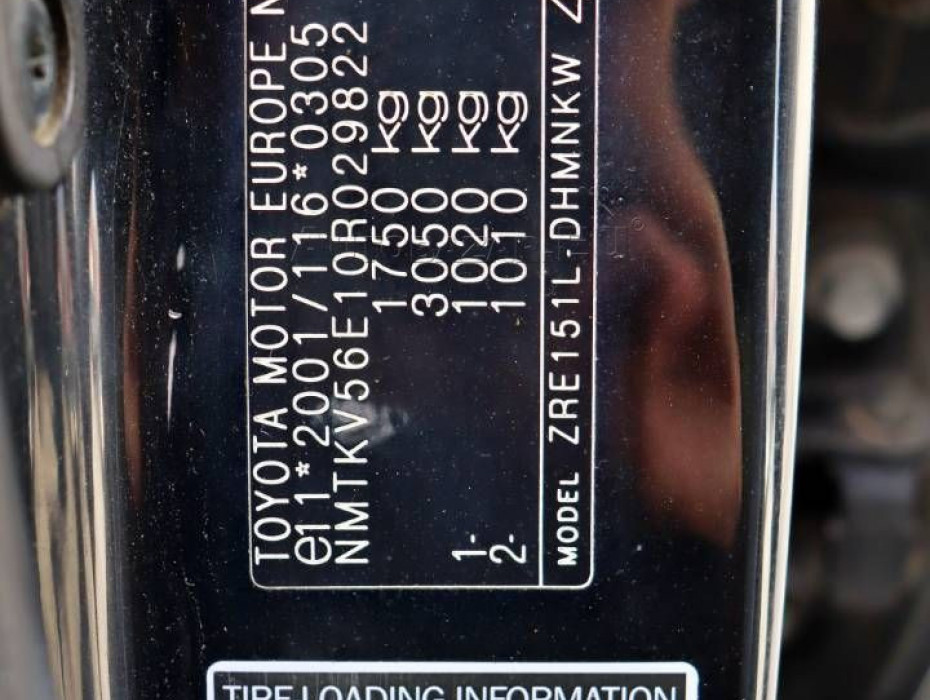 TOYOTA MOTOR EUROPE
e11*2001/116*0305
NMTKV56E10R029822
1750 kg
3050 kg
1- 1020 kg
2- 1010 kg
MODEL ZRE151L-DHMNKW
TIRE LOADING INFORMATION